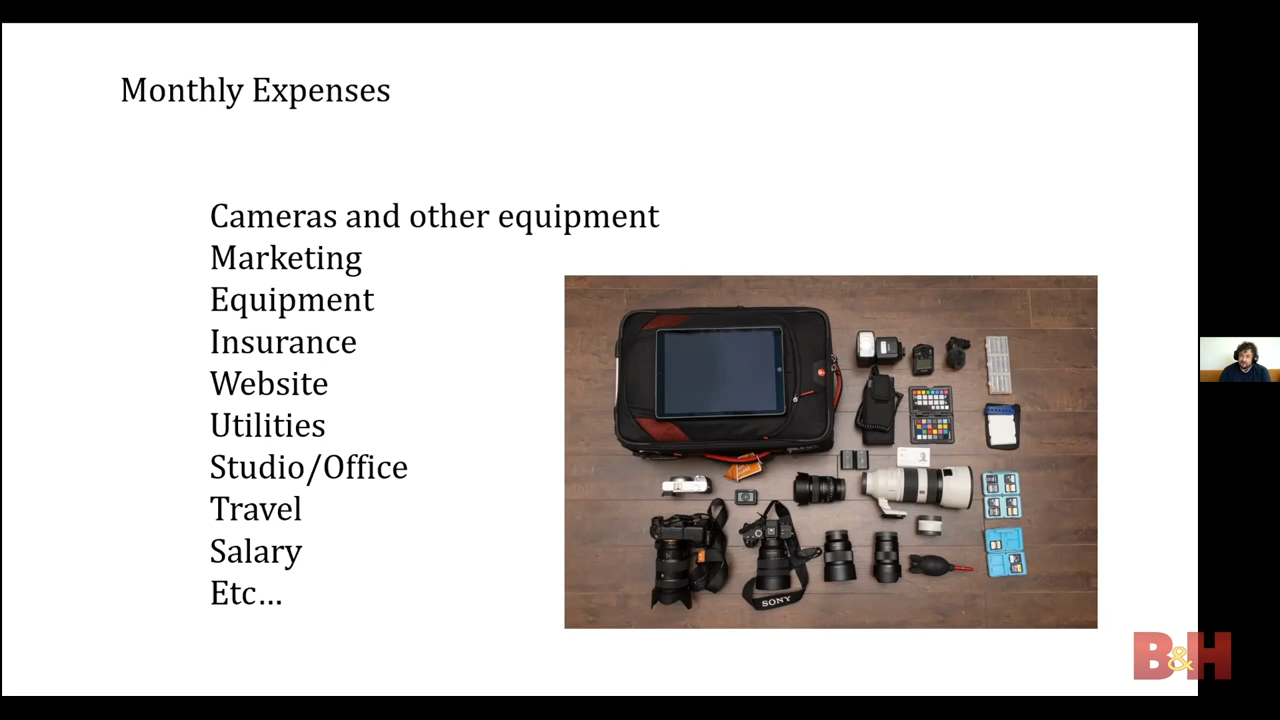 Monthly Expenses
Cameras and other equipment
Marketing
Equipment
Insurance
Website
Utilities
Studio/Office
Travel
Salary
Etc…
SONY
B&H